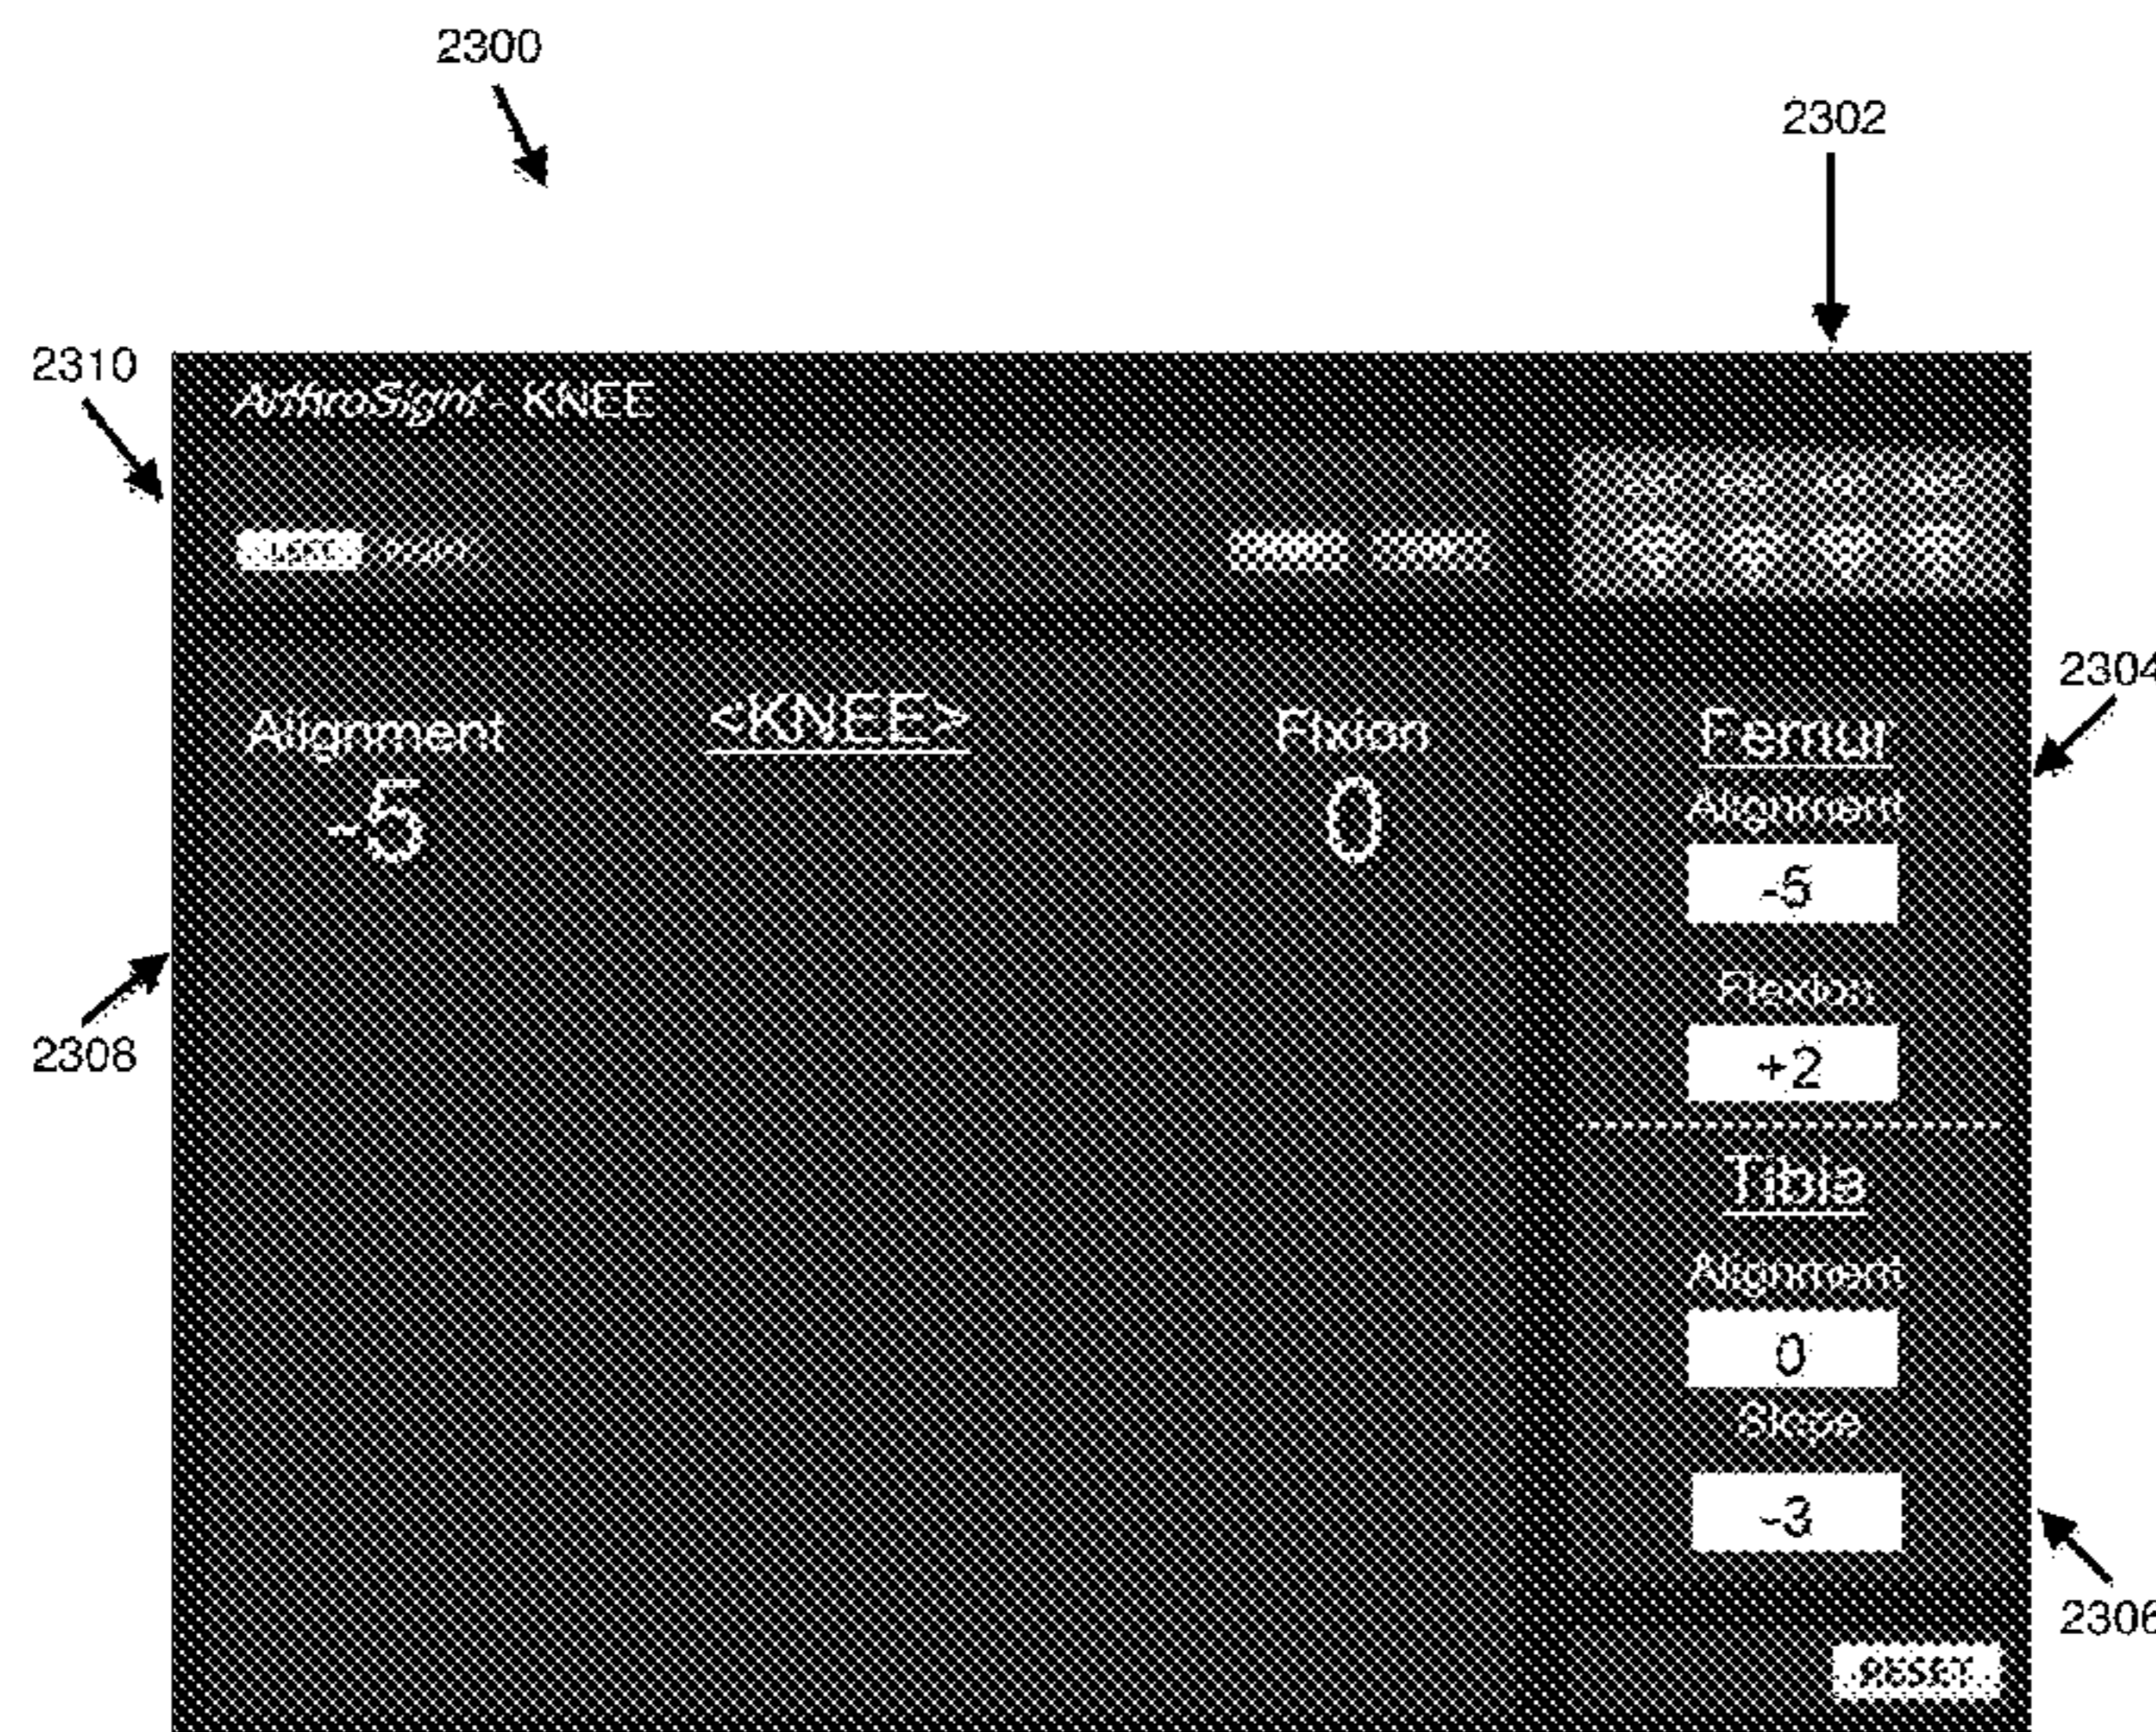 2300
2302
2310
ArthroSight - KNEE
2304
Alignment <KNEE> Flxion Femur
-5 0 Alignment
-5
Flexion
2308
+2
Tibia
Alignment
0
Slope
-3
2306
RESET